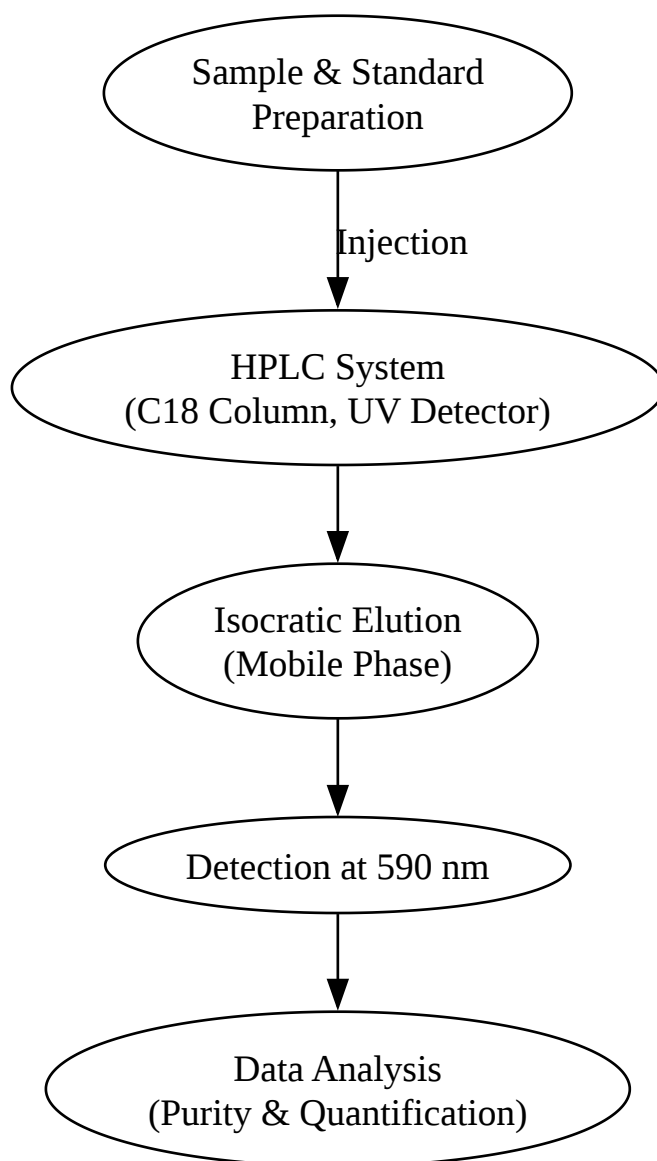 Sample & Standard
Preparation
Injection
HPLC System
(C18 Column, UV Detector)
Isocratic Elution
(Mobile Phase)
Detection at 590 nm
Data Analysis
(Purity & Quantification)